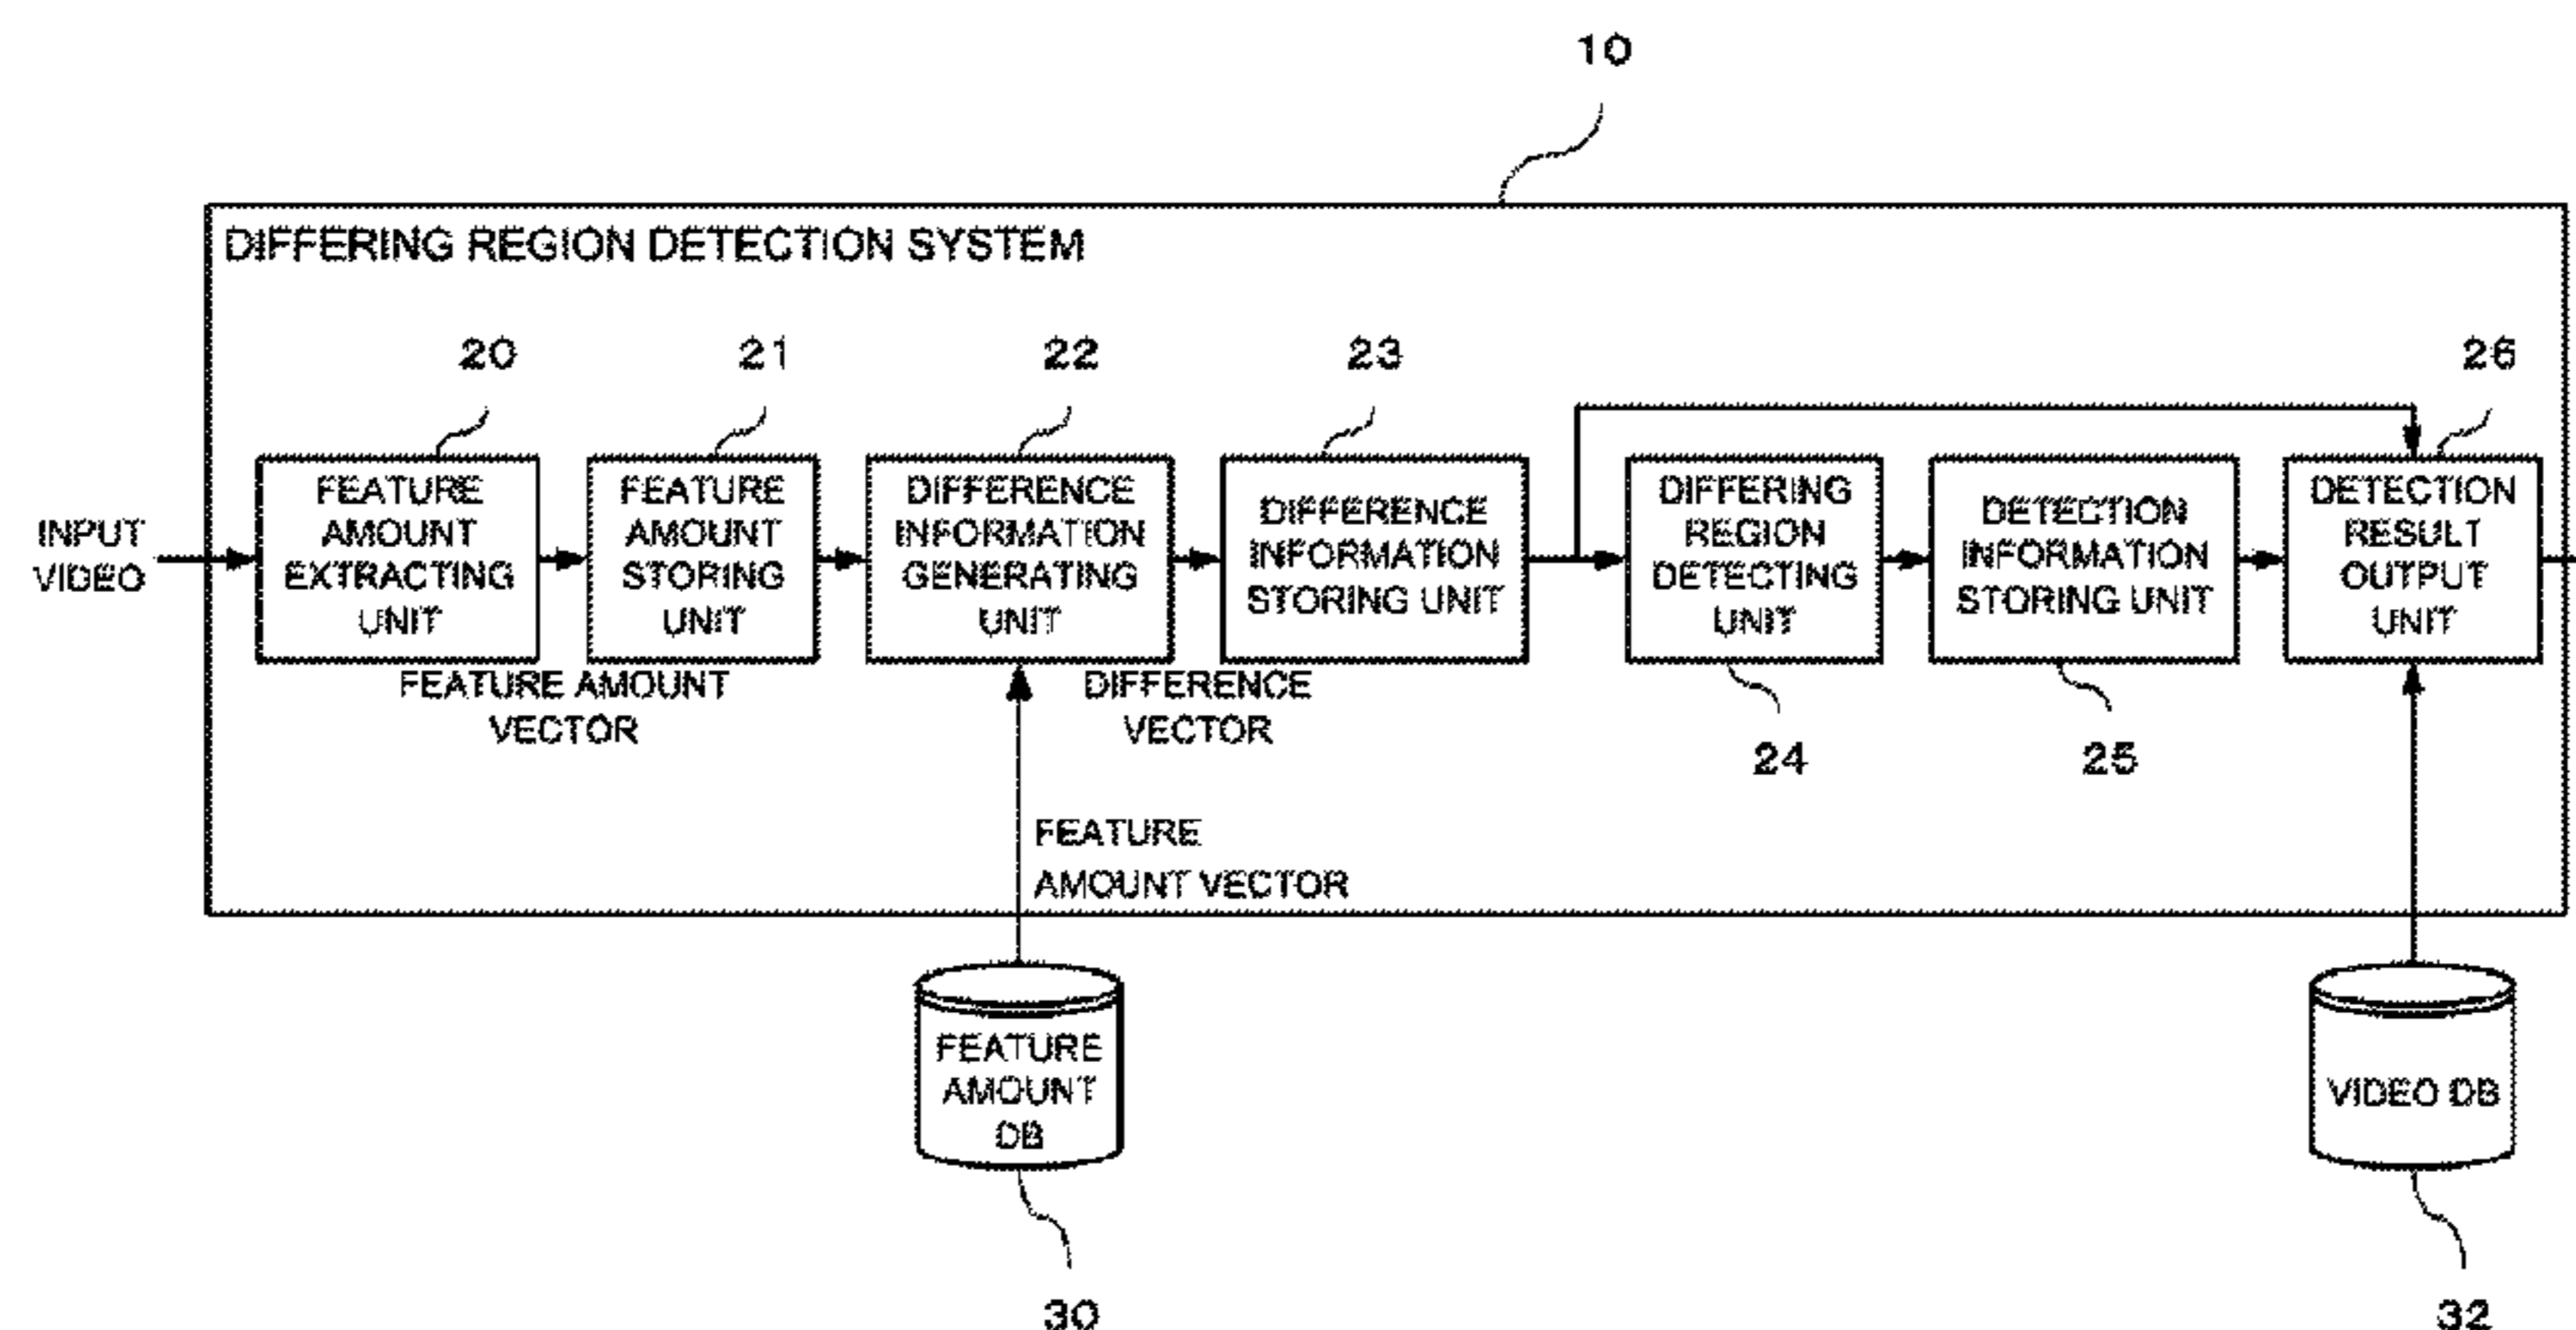 10
DIFFERING REGION DETECTION SYSTEM
20
21
22
23
26
INPUT
VIDEO
FEATURE
AMOUNT
EXTRACTING
UNIT
FEATURE
AMOUNT
STORING
UNIT
DIFFERENCE
INFORMATION
GENERATING
UNIT
DIFFERENCE
INFORMATION
STORING UNIT
DIFFERING
REGION
DETECTING
UNIT
DETECTION
INFORMATION
STORING UNIT
DETECTION
RESULT
OUTPUT
UNIT
FEATURE AMOUNT
VECTOR
DIFFERENCE
VECTOR
24
25
FEATURE
AMOUNT VECTOR
FEATURE
AMOUNT
DB
VIDEO DB
30
32